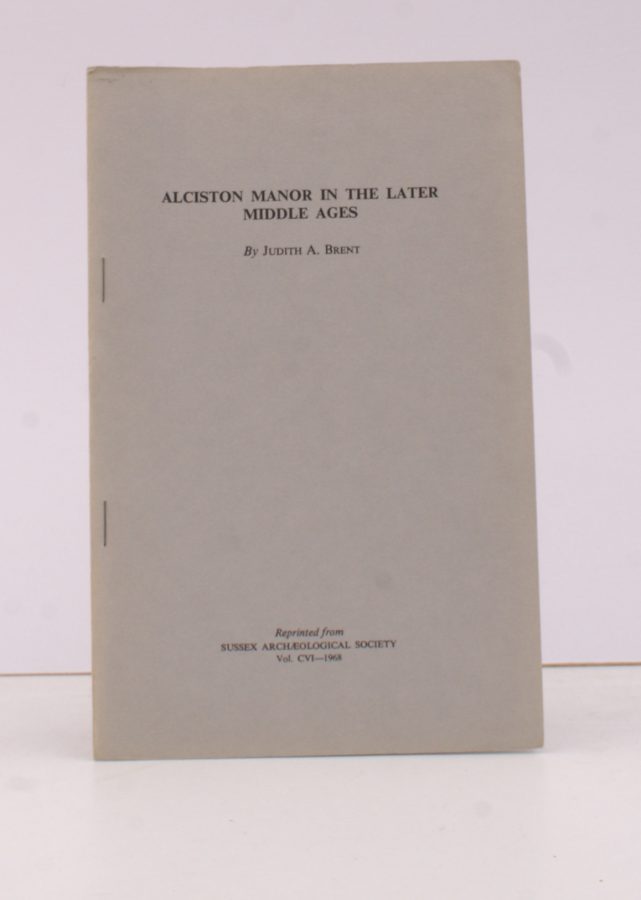 ALCISTON MANOR IN THE LATER
MIDDLE AGES
By JUDITH A. BRENT
Reprinted from
SUSSEX ARCHÆOLOGICAL SOCIETY
Vol. CVI—1968